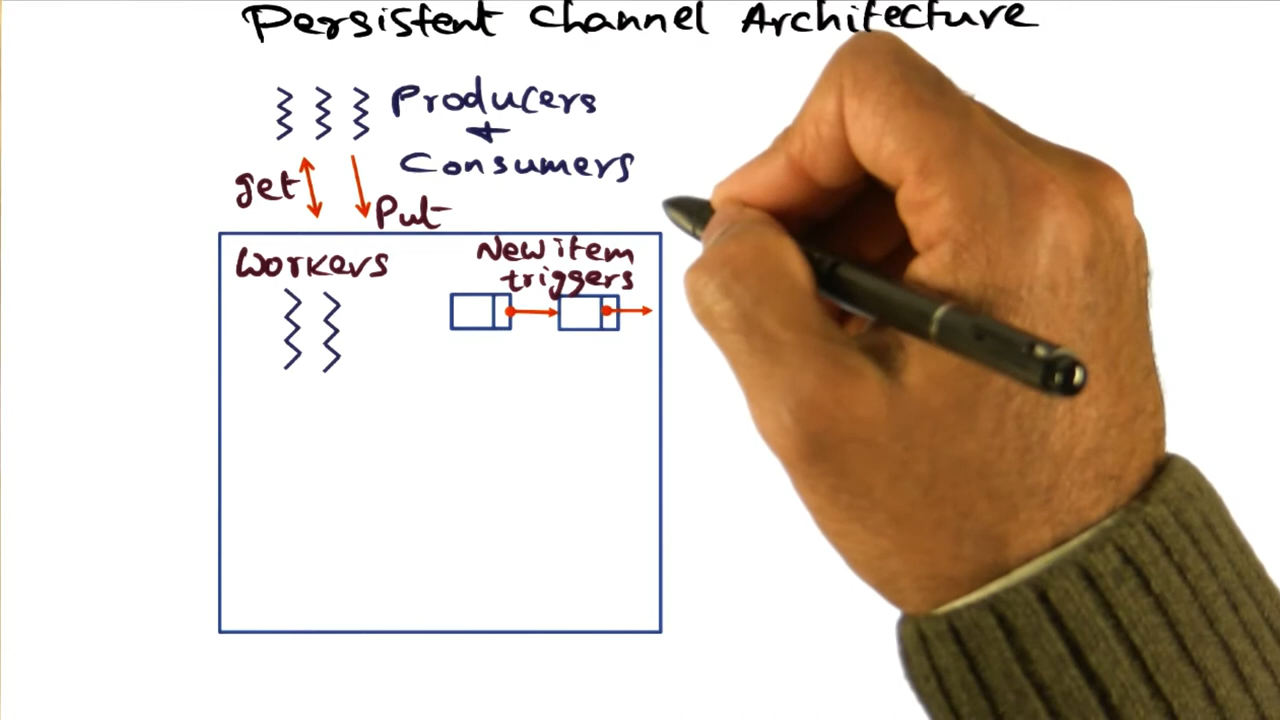 Persistent Channel Architecture
Producers
+
Consumers
get
Put
Workers
New item
triggers